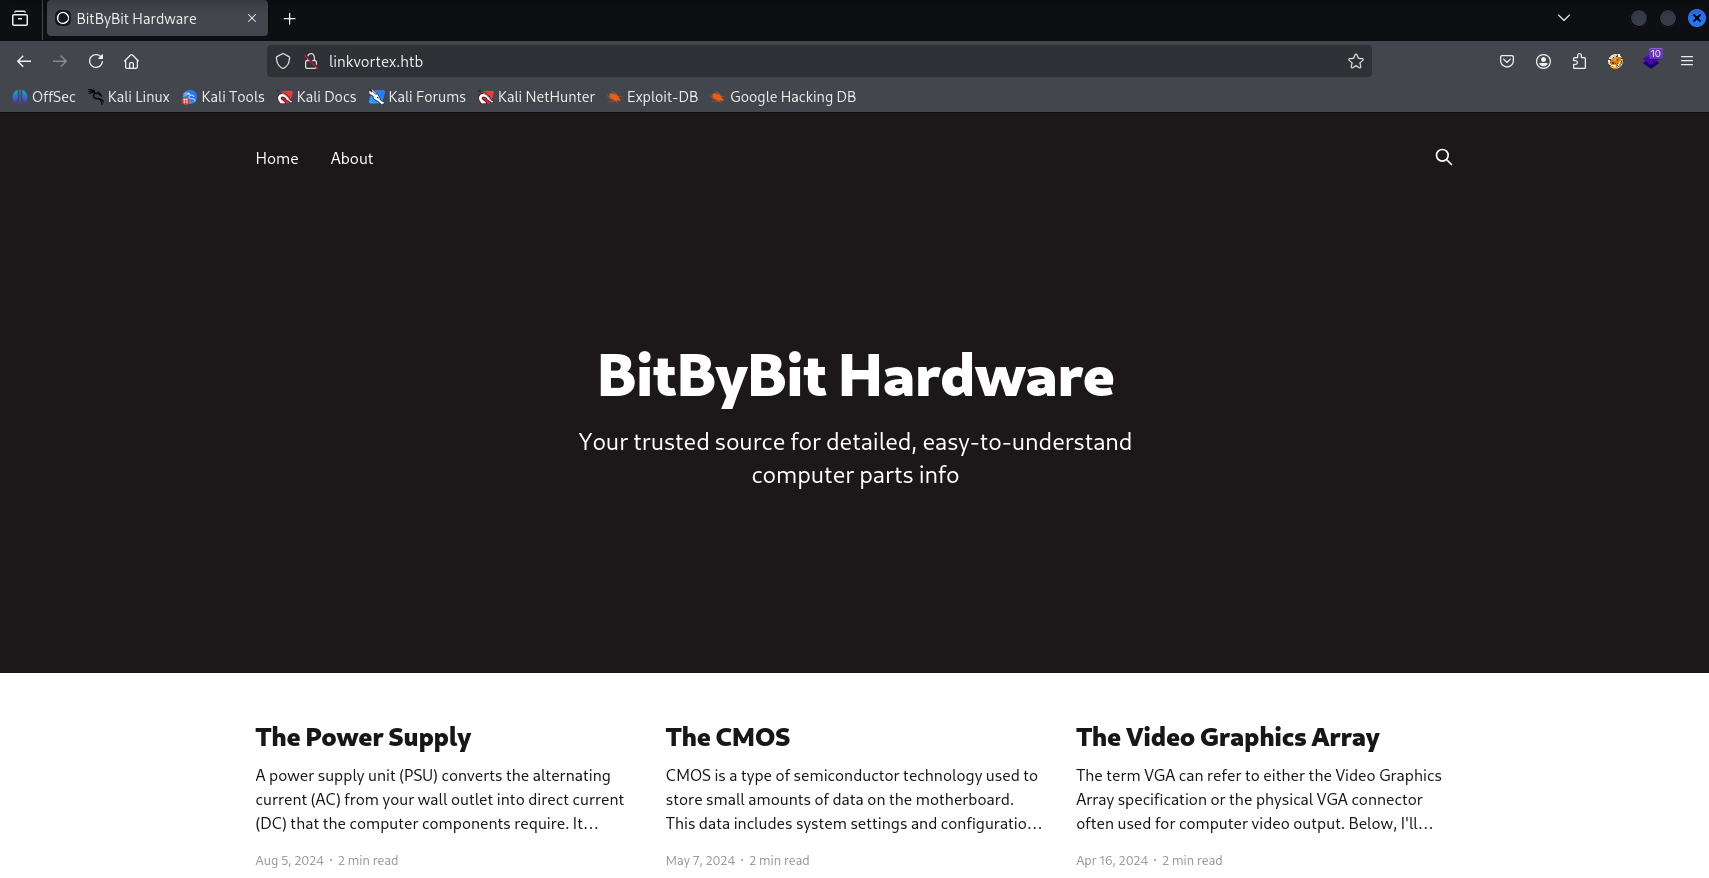 BitByBit Hardware
linkvortex.htb
10
OffSec Kali Linux Kali Tools Kali Docs Kali Forums Kali NetHunter Exploit-DB Google Hacking DB
Home About
BitByBit Hardware
Your trusted source for detailed, easy-to-understand
computer parts info
The Power Supply
A power supply unit (PSU) converts the alternating
current (AC) from your wall outlet into direct current
(DC) that the computer components require. It…
Aug 5, 2024 • 2 min read
The CMOS
CMOS is a type of semiconductor technology used to
store small amounts of data on the motherboard.
This data includes system settings and configuratio…
May 7, 2024 • 2 min read
The Video Graphics Array
The term VGA can refer to either the Video Graphics
Array specification or the physical VGA connector
often used for computer video output. Below, I'll…
Apr 16, 2024 • 2 min read